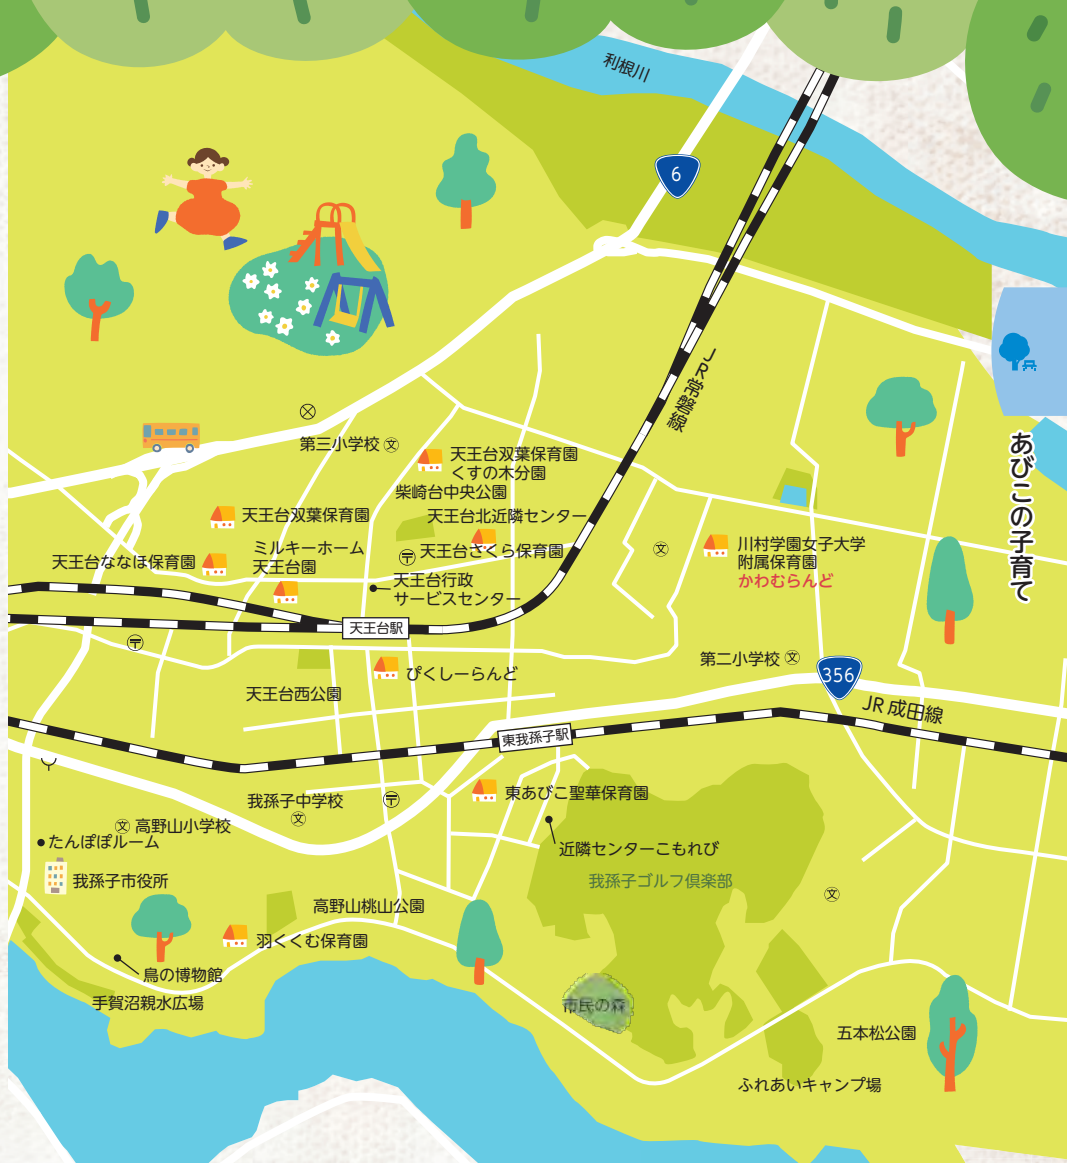 利根川
6
JR常磐線
あびこの子育て
第三小学校
文
天王台双葉保育園
くすの木分園
柴崎台中央公園
天王台双葉保育園
天王台北近隣センター
天王台さくら保育園
ミルキーホーム
天王台園
天王台ななほ保育園
天王台行政
サービスセンター
文
川村学園女子大学
附属保育園
かわむらんど
天王台駅
第二小学校
文
356
ぴくしーらんど
天王台西公園
JR成田線
東我孫子駅
東あびこ聖華保育園
我孫子中学校
文
文
高野山小学校
たんぽぽルーム
近隣センターこもれび
我孫子市役所
我孫子ゴルフ倶楽部
文
高野山桃山公園
羽くくむ保育園
鳥の博物館
手賀沼親水広場
市民の森
五本松公園
ふれあいキャンプ場